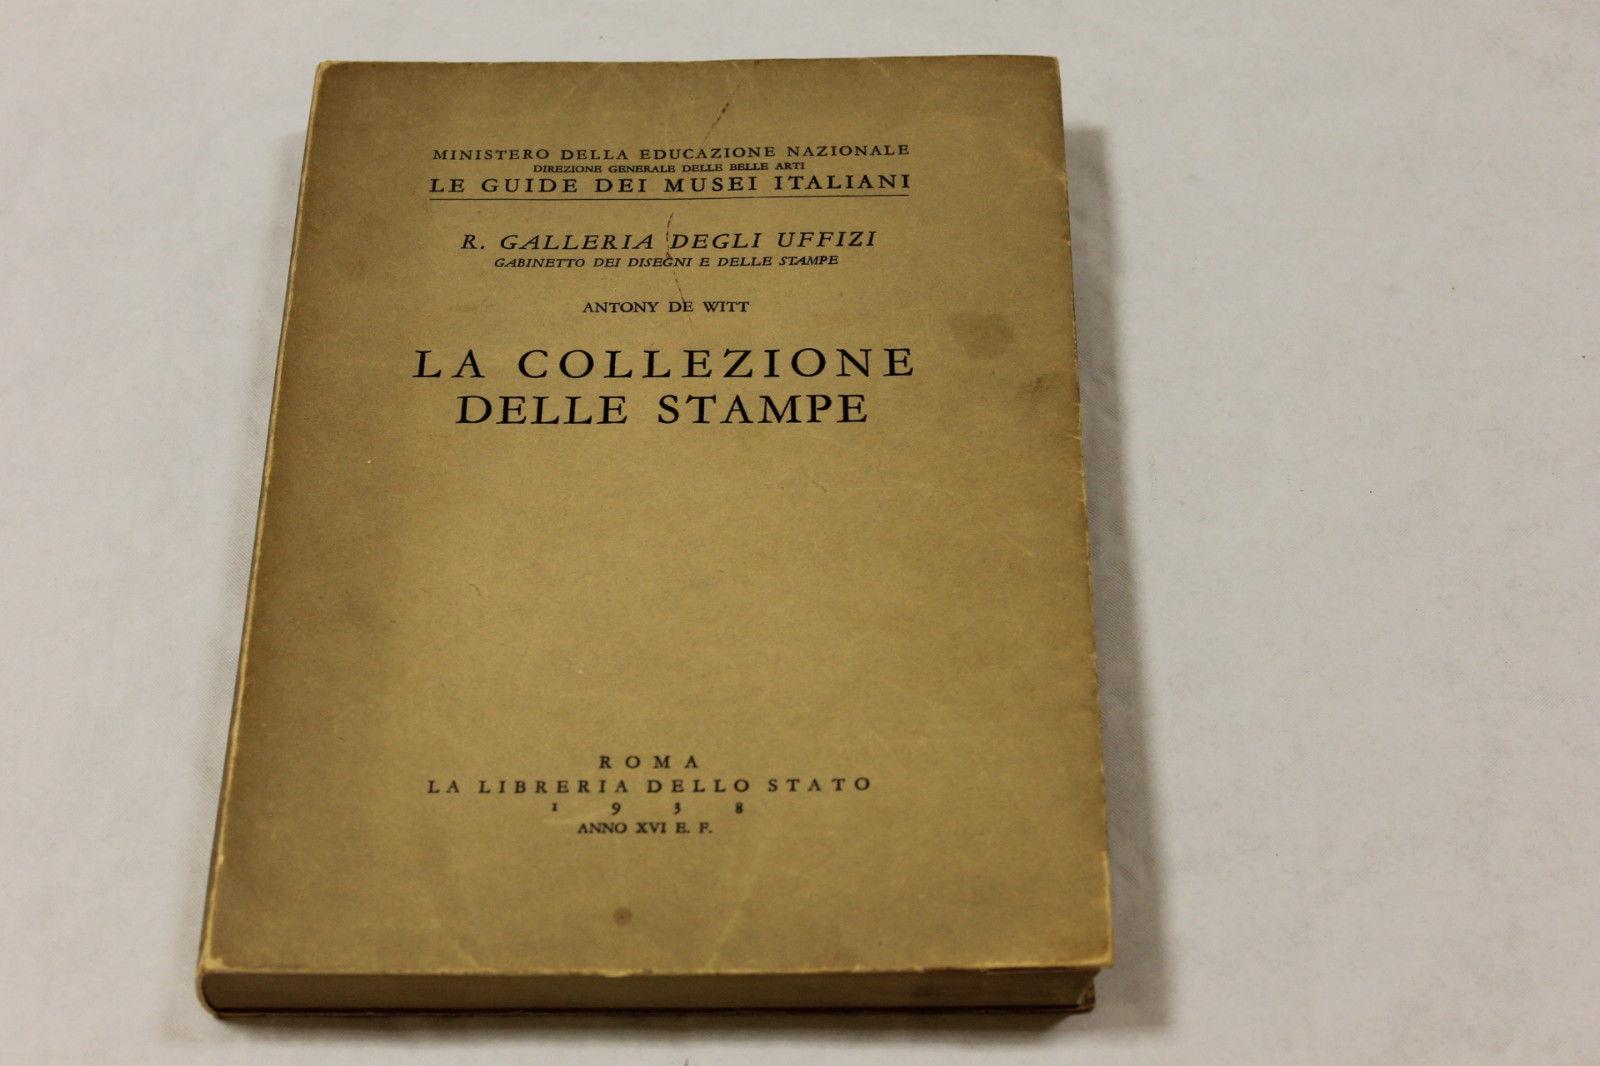 MINISTERO DELLA EDUCAZIONE NAZIONALE
DIREZIONE GENERALE DELLE BELLE ARTI
LE GUIDE DEI MUSEI ITALIANI
R. GALLERIA DEGLI UFFIZI
GABINETTO DEI DISEGNI E DELLE STAMPE
ANTONY DE WITT
LA COLLEZIONE
DELLE STAMPE
ROMA
LA LIBRERIA DELLO STATO
1938
ANNO XVI E. F.